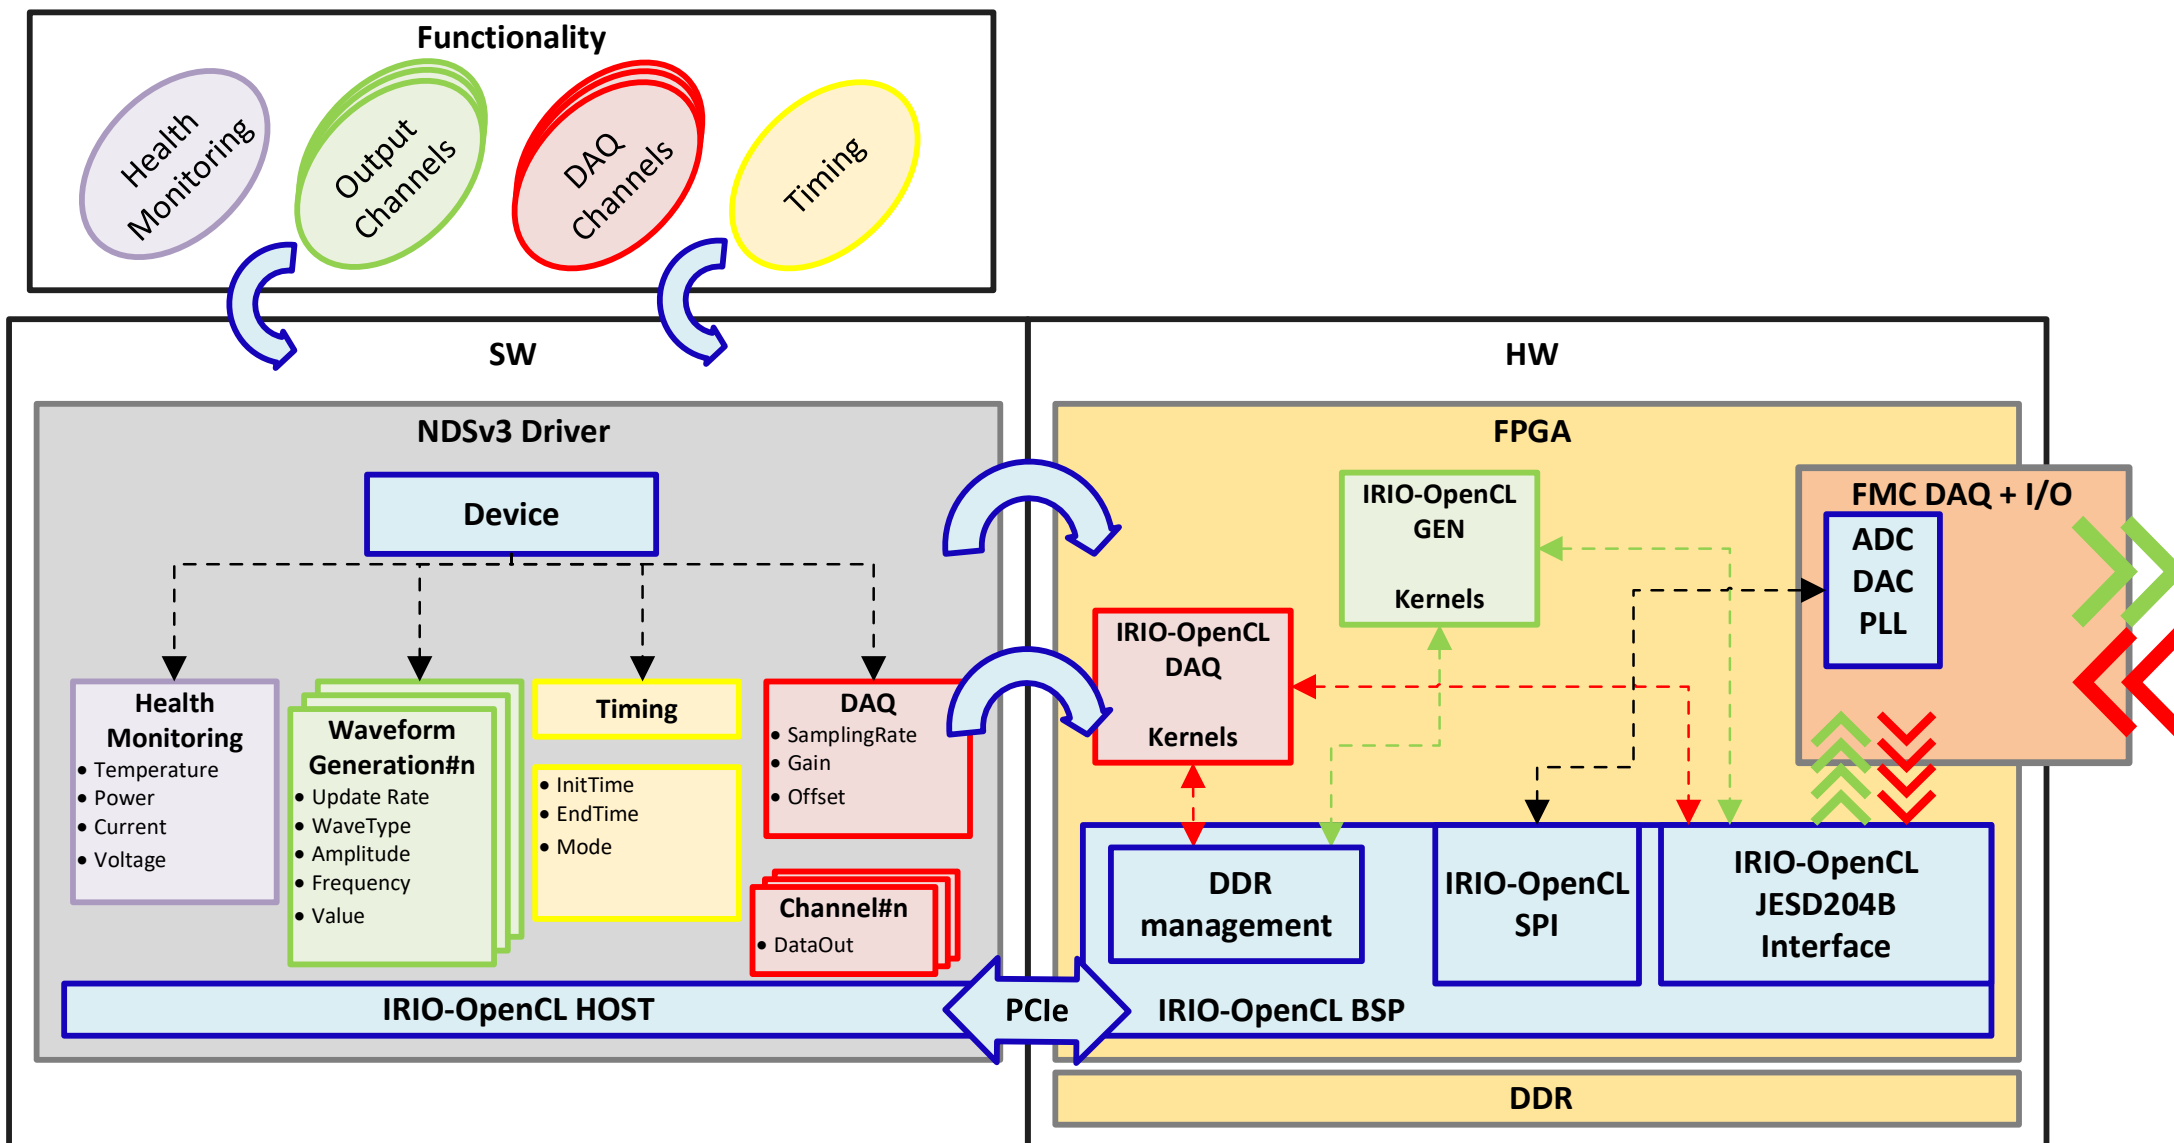 Functionality
Health
Monitoring
Output
Channels
DAQ
Channels
Timing
SW
HW
NDSv3 Driver
Device
Health
Monitoring
• Temperature
• Power
• Current
• Voltage
Waveform
Generation#n
• Update Rate
• WaveType
• Amplitude
• Frequency
• Value
Timing
• InitTime
• EndTime
• Mode
DAQ
• SamplingRate
• Gain
• Offset
Channel#n
• DataOut
IRIO-OpenCL HOST
PCIe
FPGA
IRIO-OpenCL
GEN
Kernels
IRIO-OpenCL
DAQ
Kernels
FMC DAQ + I/O
ADC
DAC
PLL
DDR
management
IRIO-OpenCL
SPI
IRIO-OpenCL
JESD204B
Interface
IRIO-OpenCL BSP
DDR